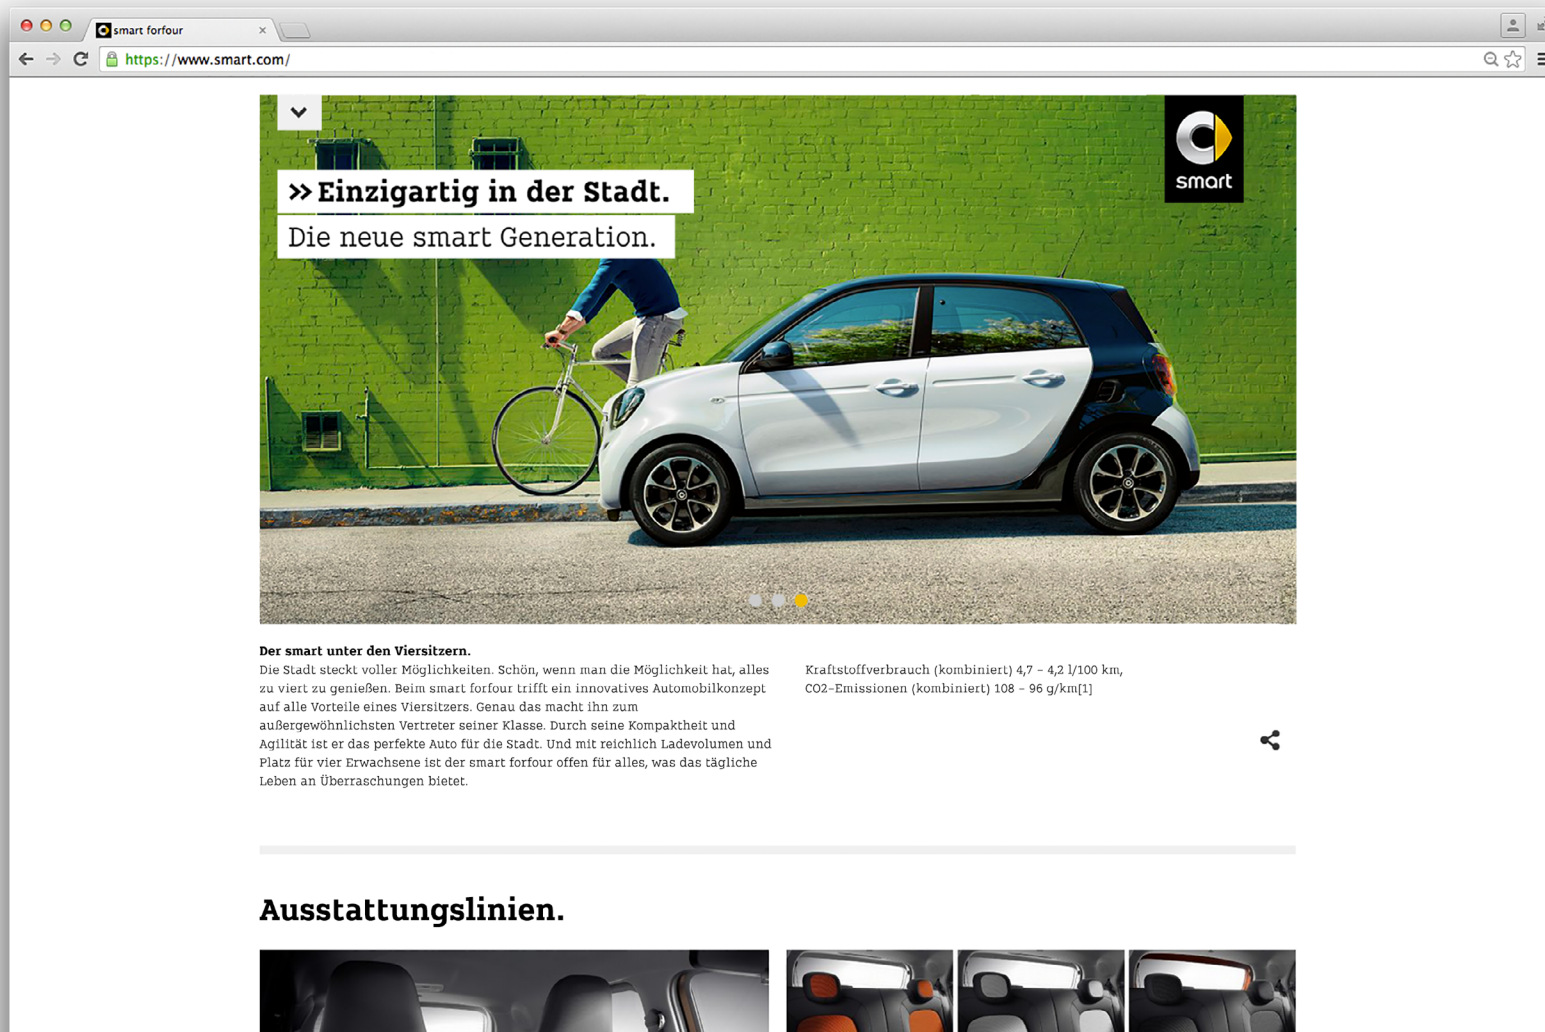 smart forfour
https://www.smart.com/
smart
>> Einzigartig in der Stadt.
Die neue smart Generation.
Der smart unter den Viersitzern.
Die Stadt steckt voller Möglichkeiten. Schön, wenn man die Möglichkeit hat, alles
zu viert zu genießen. Beim smart forfour trifft ein innovatives Automobilkonzept
auf alle Vorteile eines Viersitzers. Genau das macht ihn zum
außergewöhnlichsten Vertreter seiner Klasse. Durch seine Kompaktheit und
Agilität ist er das perfekte Auto für die Stadt. Und mit reichlich Ladevolumen und
Platz für vier Erwachsene ist der smart forfour offen für alles, was das tägliche
Leben an Überraschungen bietet.
Kraftstoffverbrauch (kombiniert) 4,7 – 4,2 l/100 km,
CO2-Emissionen (kombiniert) 108 – 96 g/km[1]
Ausstattungslinien.